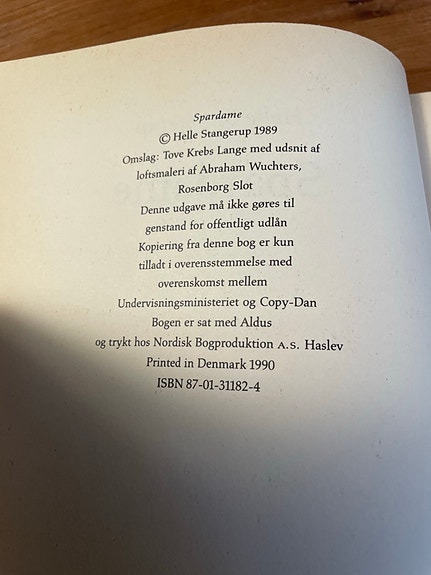 Spardame
© Helle Stangerup 1989
Omslag: Tove Krebs Lange med udsnit af
loftsmaleri af Abraham Wuchters,
Rosenborg Slot
Denne udgave må ikke gøres til
genstand for offentligt udlån
Kopiering fra denne bog er kun
tilladt i overensstemmelse med
overenskomst mellem
Undervisningsministeriet og Copy-Dan
Bogen er sat med Aldus
og trykt hos Nordisk Bogproduktion A.S. Haslev
Printed in Denmark 1990
ISBN 87-01-31182-4